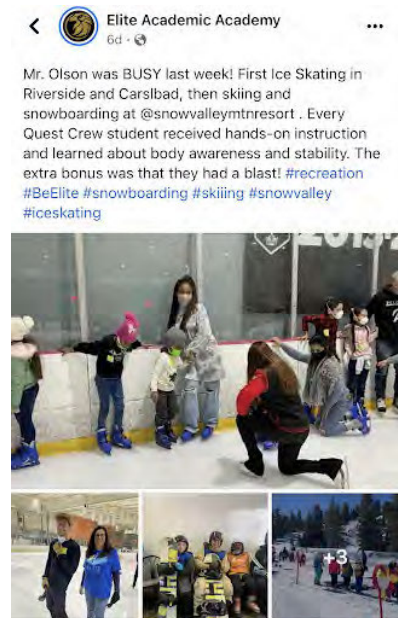 Elite Academic Academy
6d ·
Mr. Olson was BUSY last week! First Ice Skating in
Riverside and Carslbad, then skiing and
snowboarding at @snowvalleymtnresort . Every
Quest Crew student received hands-on instruction
and learned about body awareness and stability. The
extra bonus was that they had a blast! #recreation
#BeElite #snowboarding #skiiing #snowvalley
#iceskating
+3